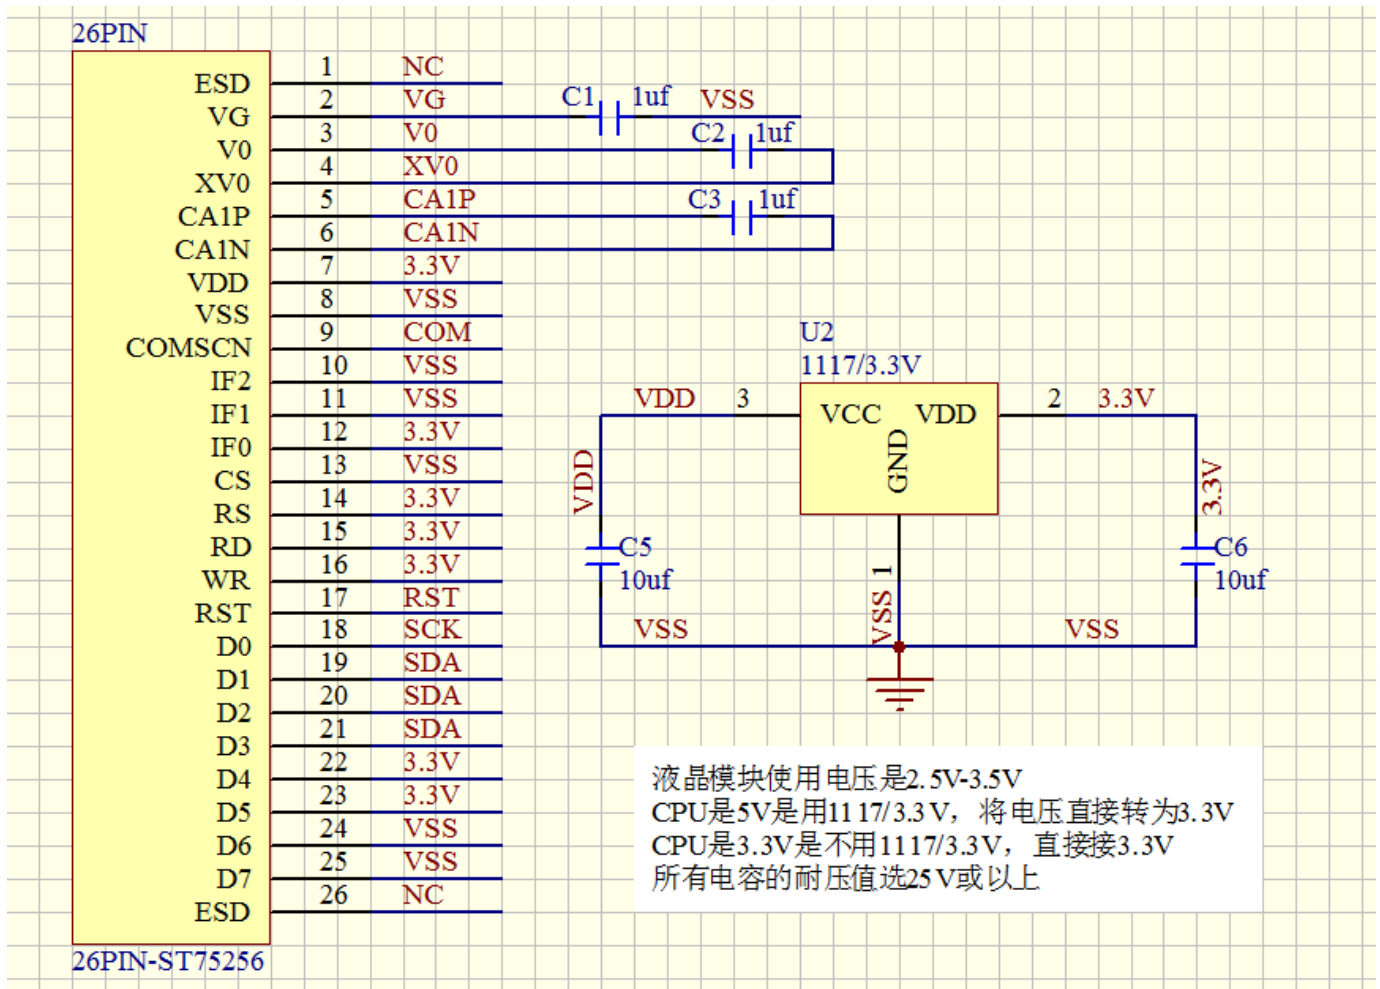 26PIN
ESD 1 NC
VG 2 VG C1 1uf VSS
V0 3 V0 C2 1uf
XV0 4 XV0
CA1P 5 CA1P C3 1uf
CA1N 6 CA1N
VDD 7 3.3V
VSS 8 VSS
COMSCN 9 COM
IF2 10 VSS
IF1 11 VSS
IF0 12 3.3V
CS 13 VSS
RS 14 3.3V
RD 15 3.3V
WR 16 3.3V
RST 17 RST
D0 18 SCK
D1 19 SDA
D2 20 SDA
D3 21 SDA
D4 22 3.3V
D5 23 3.3V
D6 24 VSS
D7 25 VSS
ESD 26 NC
26PIN-ST75256
U2
1117/3.3V
VDD 3 VCC VDD 2 3.3V
GND
VDD
3.3V
C5
10uf
C6
10uf
1
VSS
VSS
VSS
液晶模块使用电压是2.5V-3.5V
CPU是5V是用1117/3.3V，将电压直接转为3.3V
CPU是3.3V是不用1117/3.3V，直接接3.3V
所有电容的耐压值选25V或以上